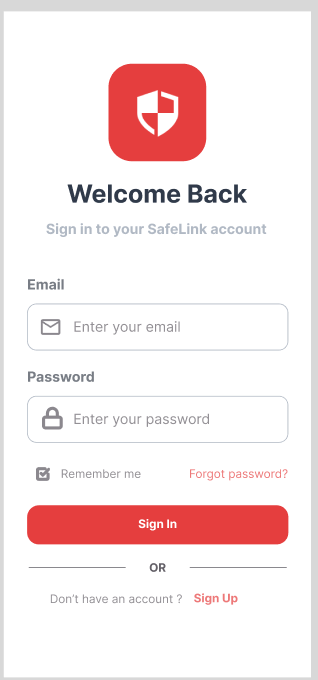 Welcome Back
Sign in to your SafeLink account
Email
Enter your email
Password
Enter your password
Remember me Forgot password?
Sign In
OR
Don't have an account ? Sign Up